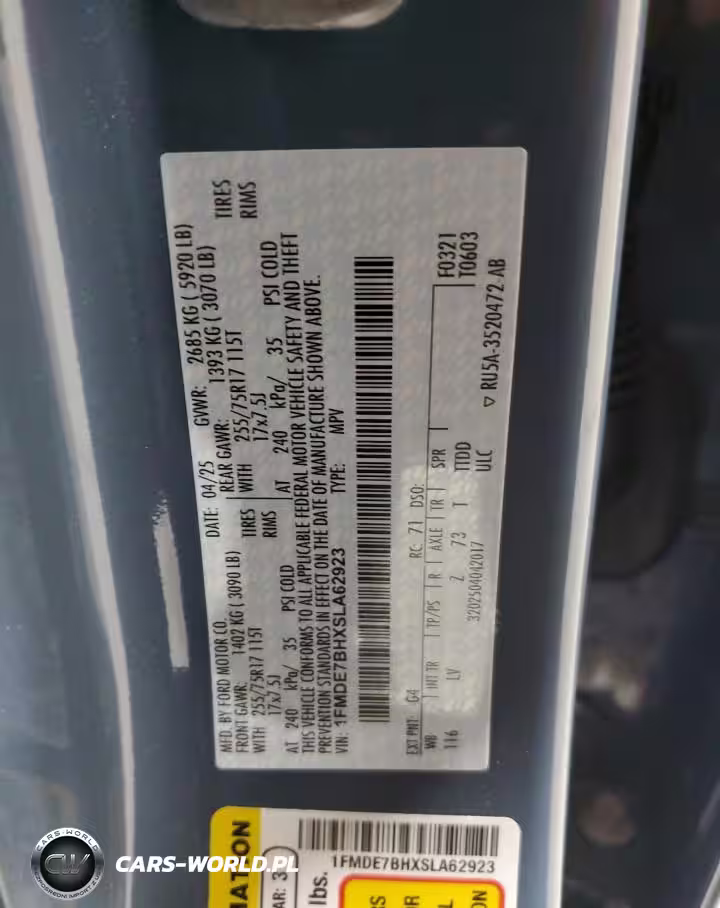 MFD. BY FORD MOTOR CO.
DATE: 04/25 GVWR: 2685 KG ( 5920 LB)
FRONT GAWR: 1402 KG ( 3090 LB) REAR GAWR: 1393 KG ( 3070 LB)
WITH 255/75R17 115T TIRES WITH 255/75R17 115T TIRES
17x7.5J RIMS 17x7.5J RIMS
AT 240 kPa/ 35 PSI COLD AT 240 kPa/ 35 PSI COLD
THIS VEHICLE CONFORMS TO ALL APPLICABLE FEDERAL MOTOR VEHICLE SAFETY AND THEFT
PREVENTION STANDARDS IN EFFECT ON THE DATE OF MANUFACTURE SHOWN ABOVE.
VIN: 1FMDE7BHXSLA62923 TYPE: MPV
F0321
T0603
EXT PNT: G4 RC: 71 DSO:
WB INT TR TP/PS R AXLE TR SPR
116 LV Z 73 T TTDD
ULC
3202504042017 RU5A-3520472-AB
MATION
1FMDE7BHXSLA62923
lbs.
CW
CARS-WORLD
CARS-WORLD.PL